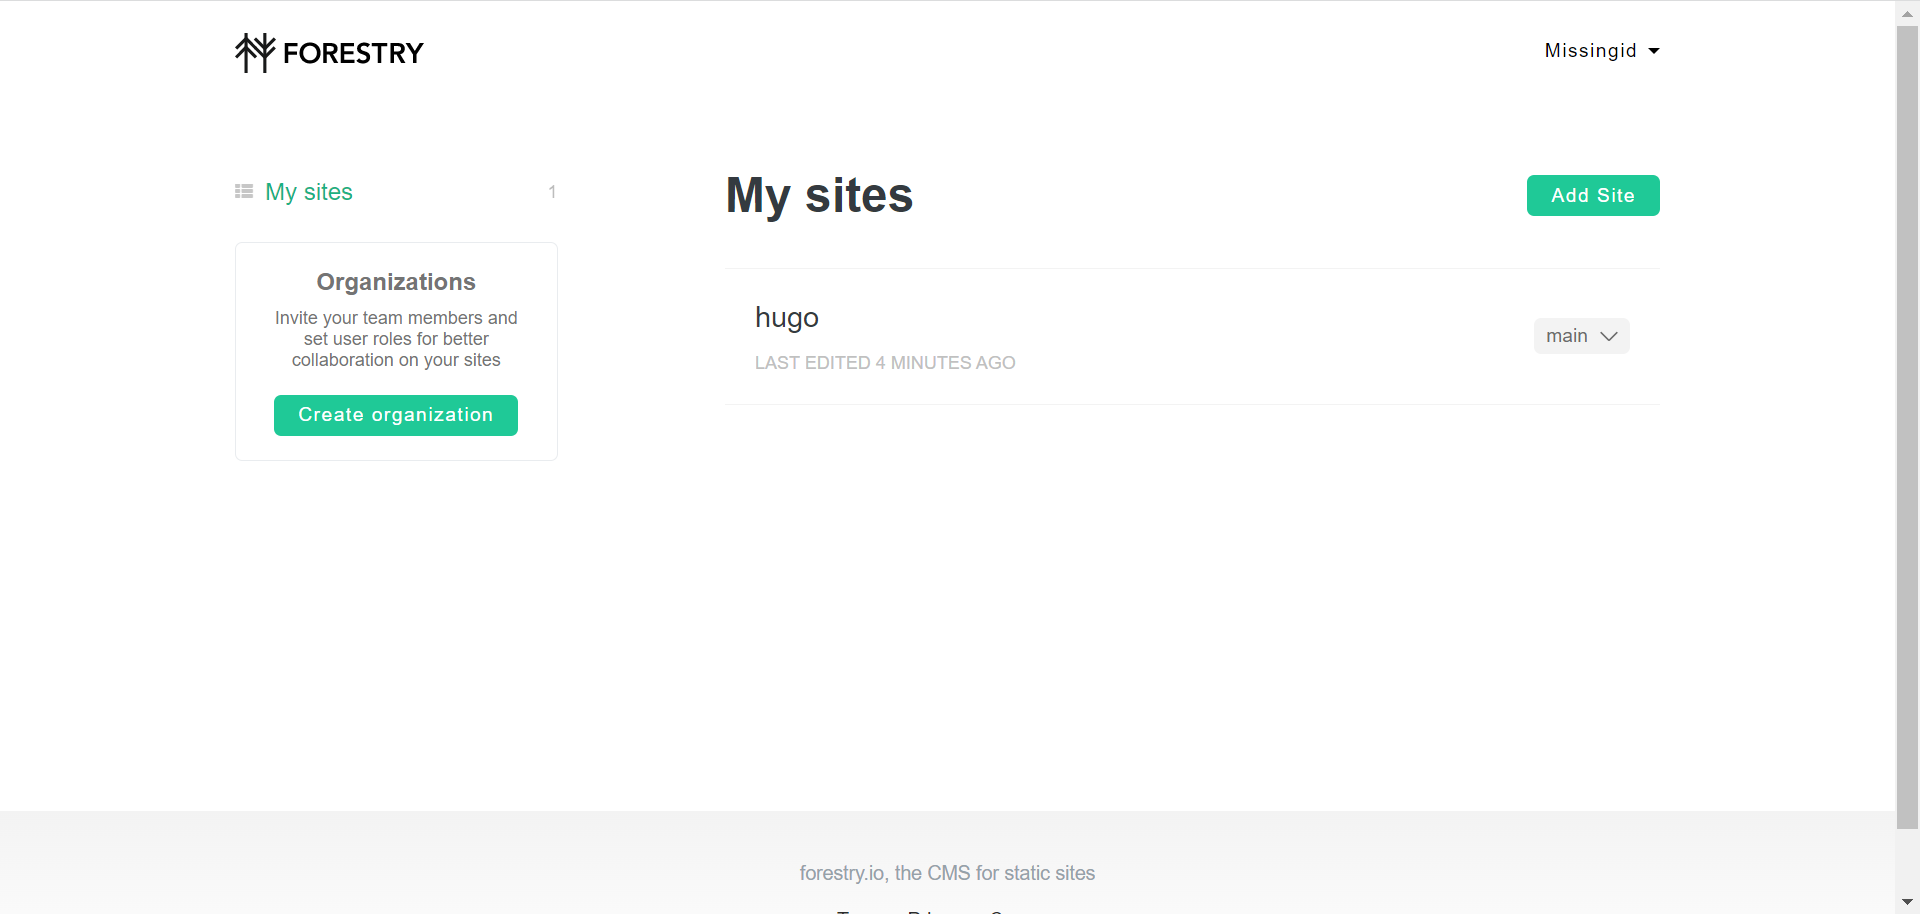 FORESTRY
Missingid
My sites 1
Organizations
Invite your team members and
set user roles for better
collaboration on your sites
Create organization
My sites
Add Site
hugo
LAST EDITED 4 MINUTES AGO
main
forestry.io, the CMS for static sites